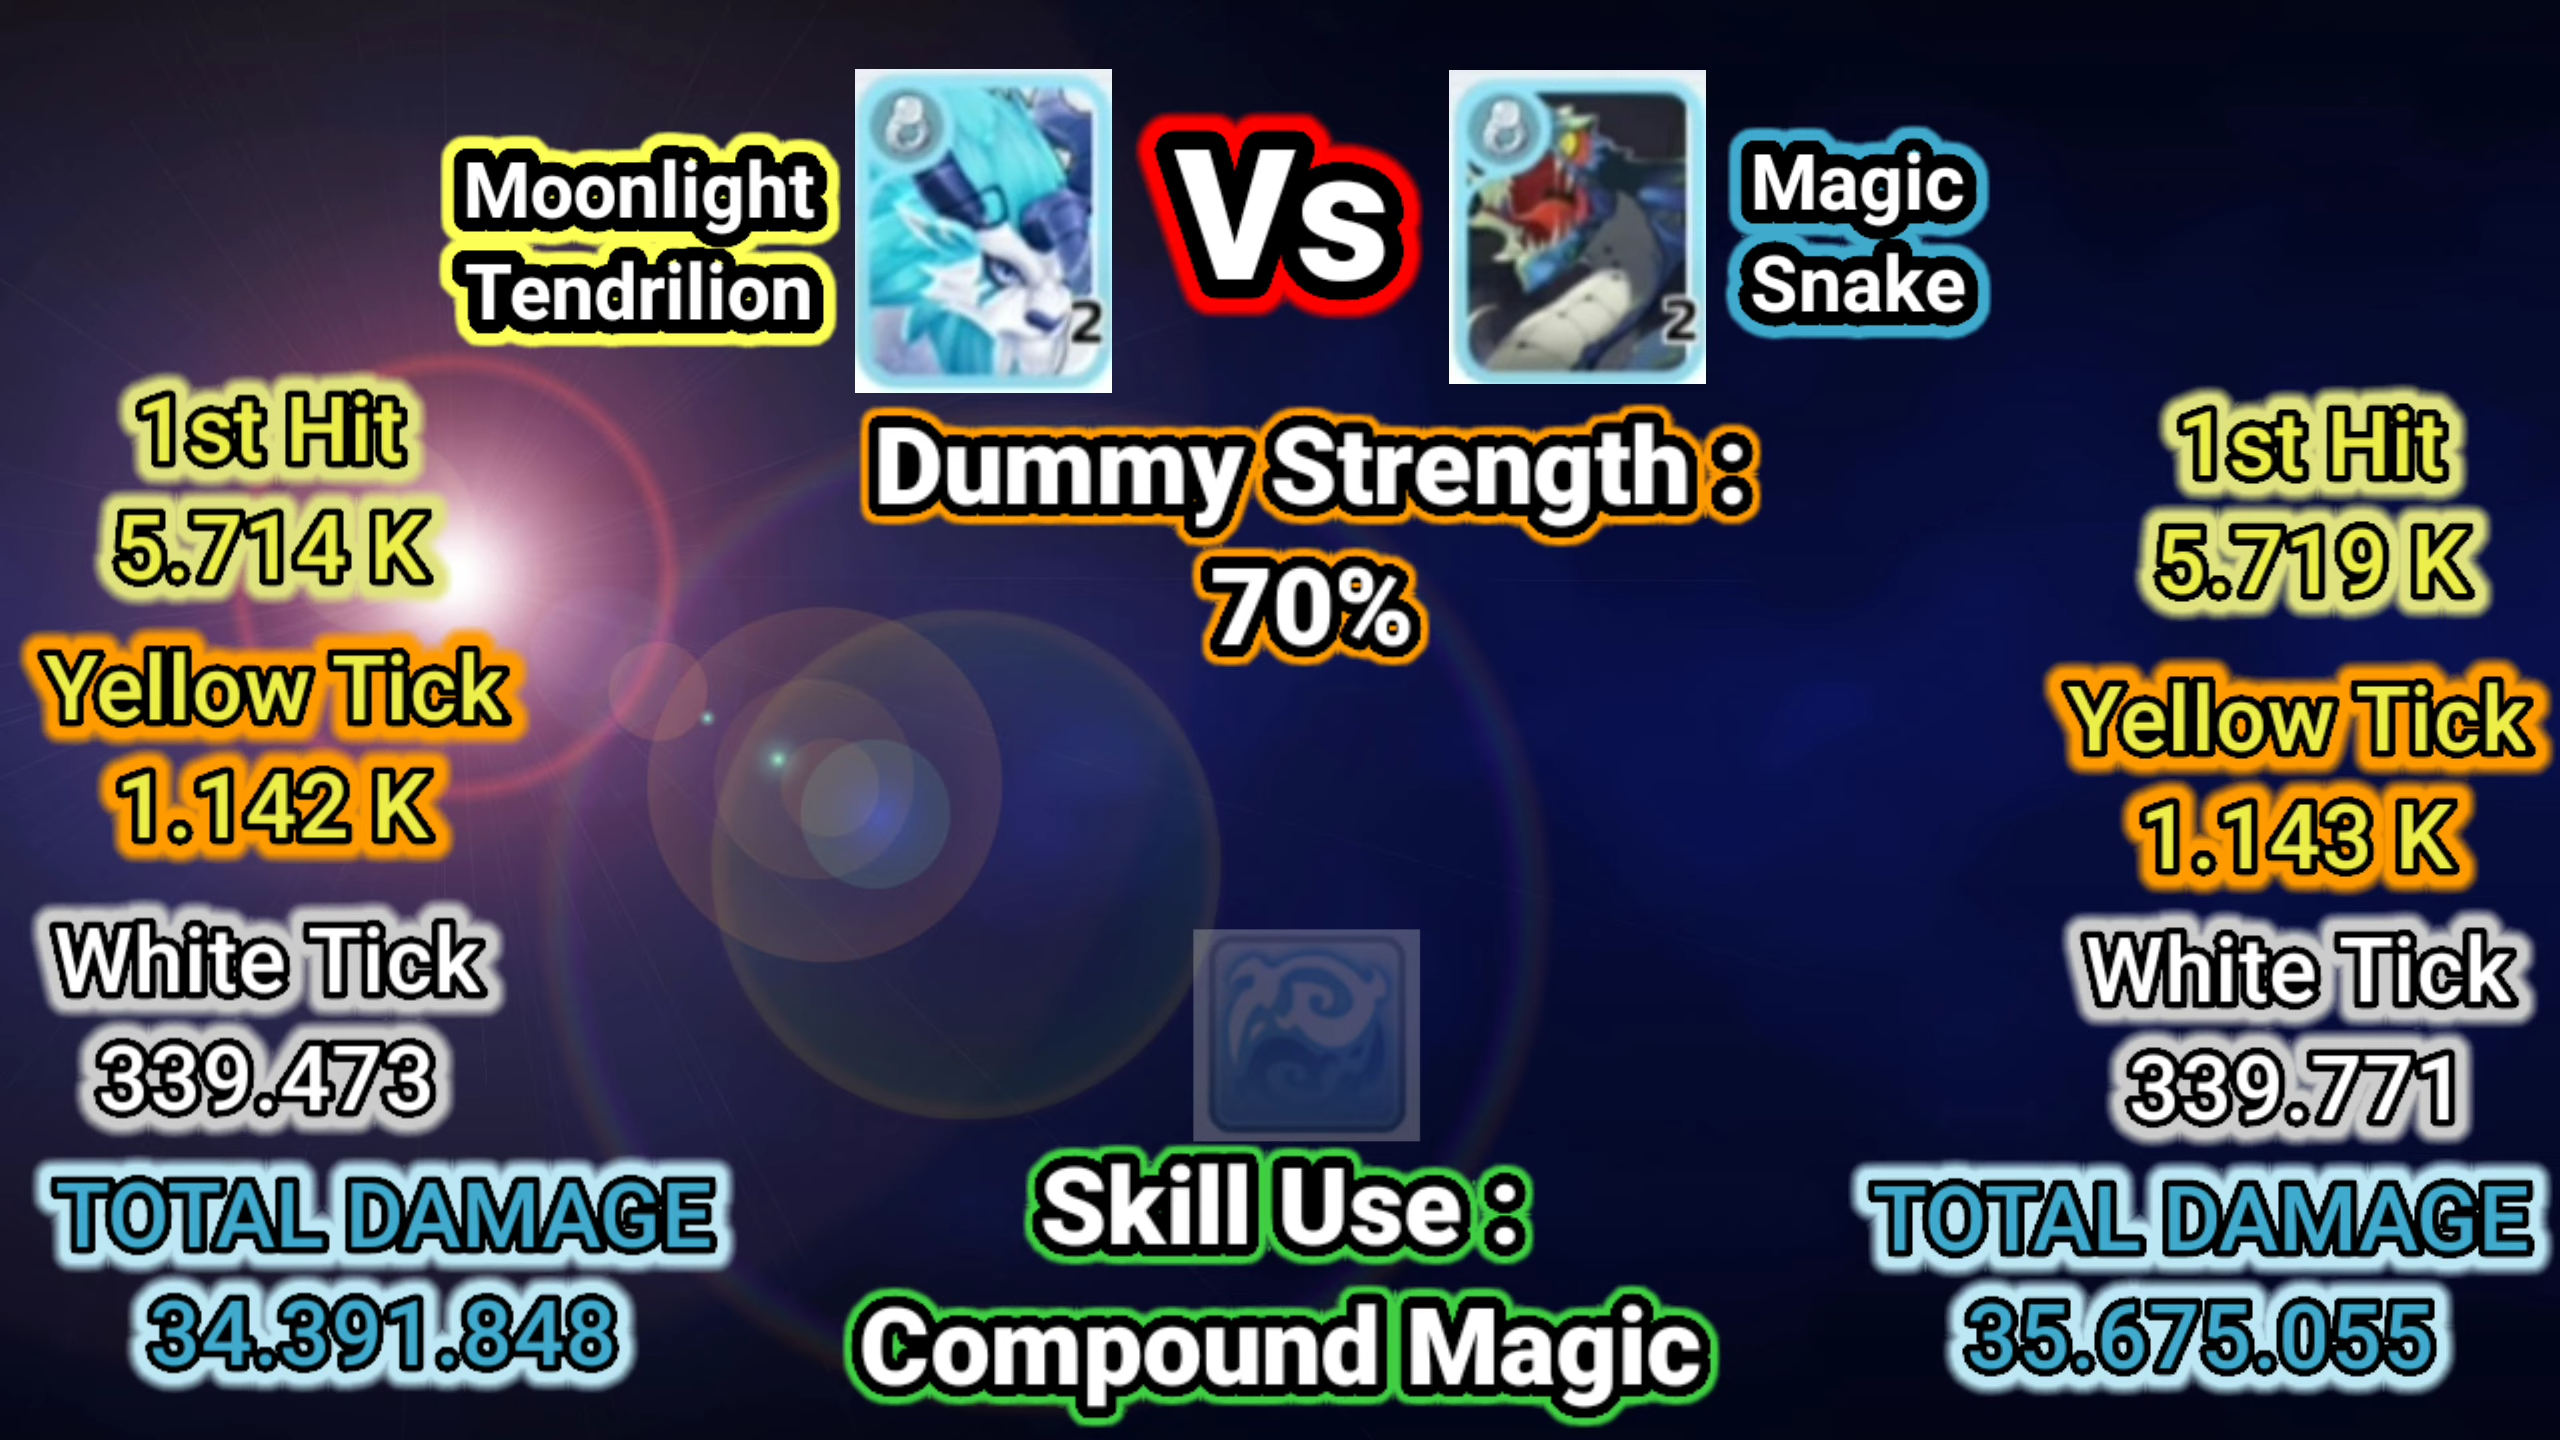 Moonlight
Tendrilion
2
Vs
2
Magic
Snake
Dummy Strength :
70%
1st Hit
5.714 K
Yellow Tick
1.142 K
White Tick
339.473
TOTAL DAMAGE
34.391.848
1st Hit
5.719 K
Yellow Tick
1.143 K
White Tick
339.771
TOTAL DAMAGE
35.675.055
Skill Use :
Compound Magic